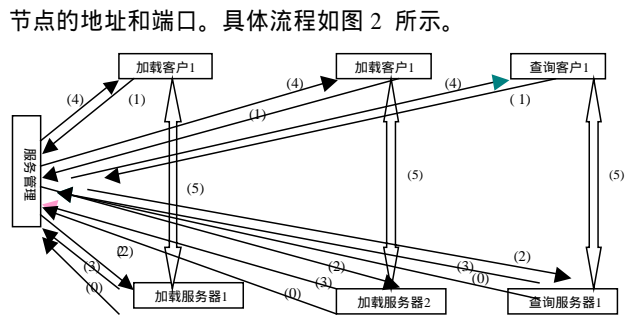 节点的地址和端口。具体流程如图 2 所示。
加载客户1
加载客户1
查询客户1
(4)
(1)
(4)
(1)
(4)
( 1)
服务管理
(5)
(5)
(5)
(2)
(3)
(0)
(2)
(3)
(0)
(2)
(3)
(0)
加载服务器1
加载服务器2
查询服务器1